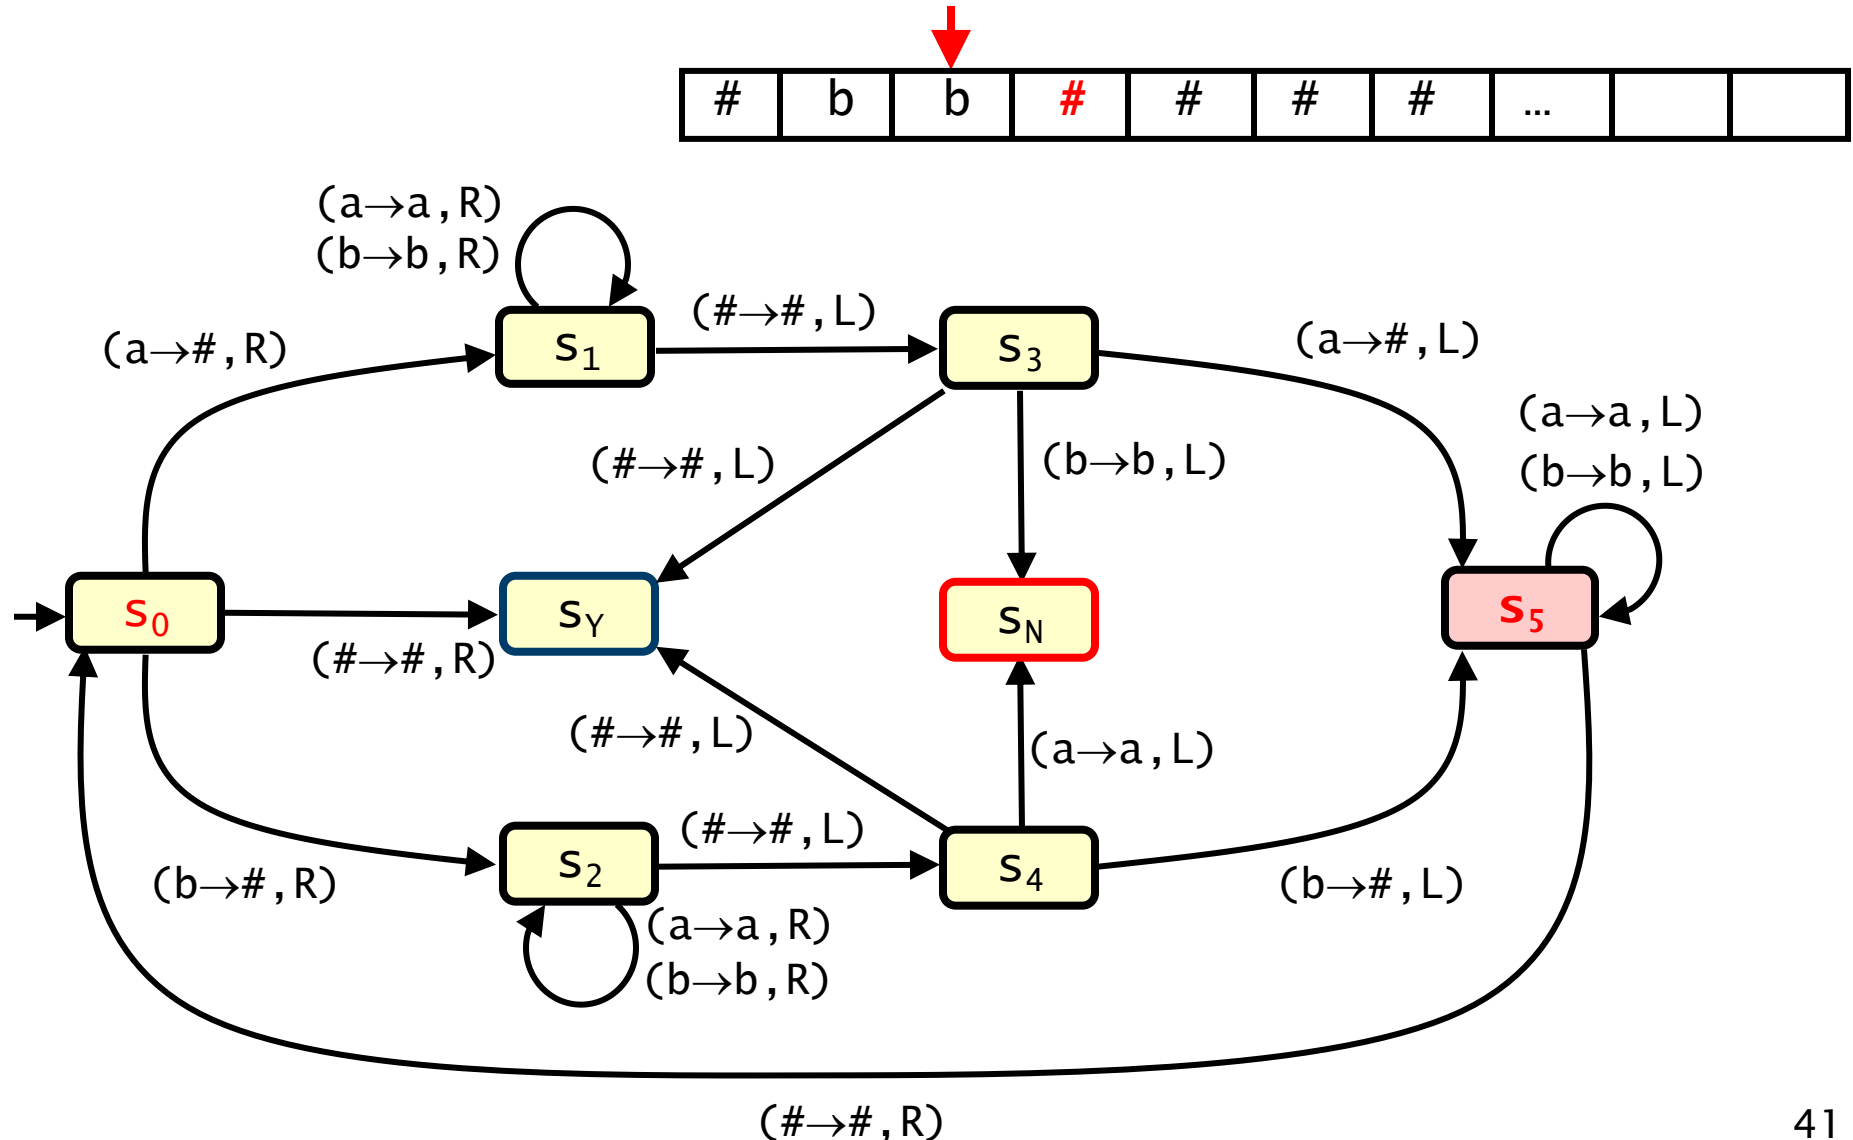 # b b # # # # ...
(a→a,R)
(b→b,R)
(a→#,R)
s1
(#→#,L)
s3
(a→#,L)
(a→a,L)
(b→b,L)
(#→#,L)
(b→b,L)
s0
sY
sN
s5
(#→#,R)
(#→#,L)
(a→a,L)
(b→#,R)
s2
(#→#,L)
s4
(b→#,L)
(a→a,R)
(b→b,R)
(#→#,R)
41